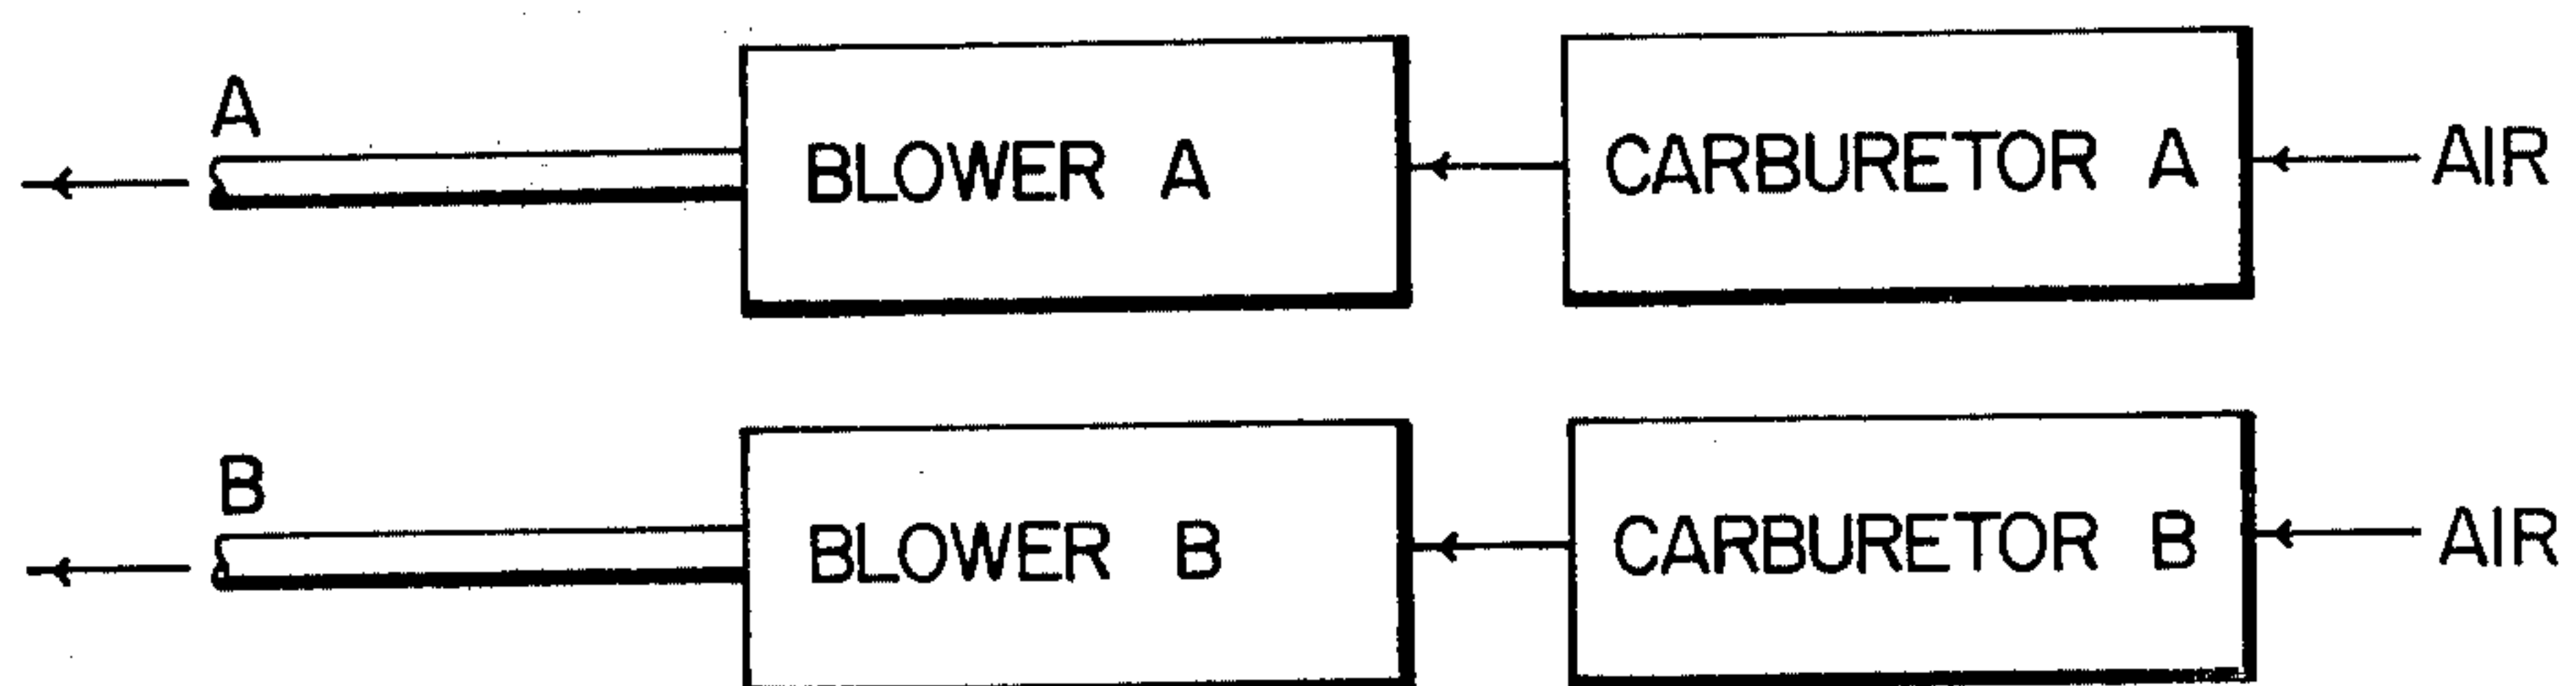 A
BLOWER A
CARBURETOR A
AIR
B
BLOWER B
CARBURETOR B
AIR